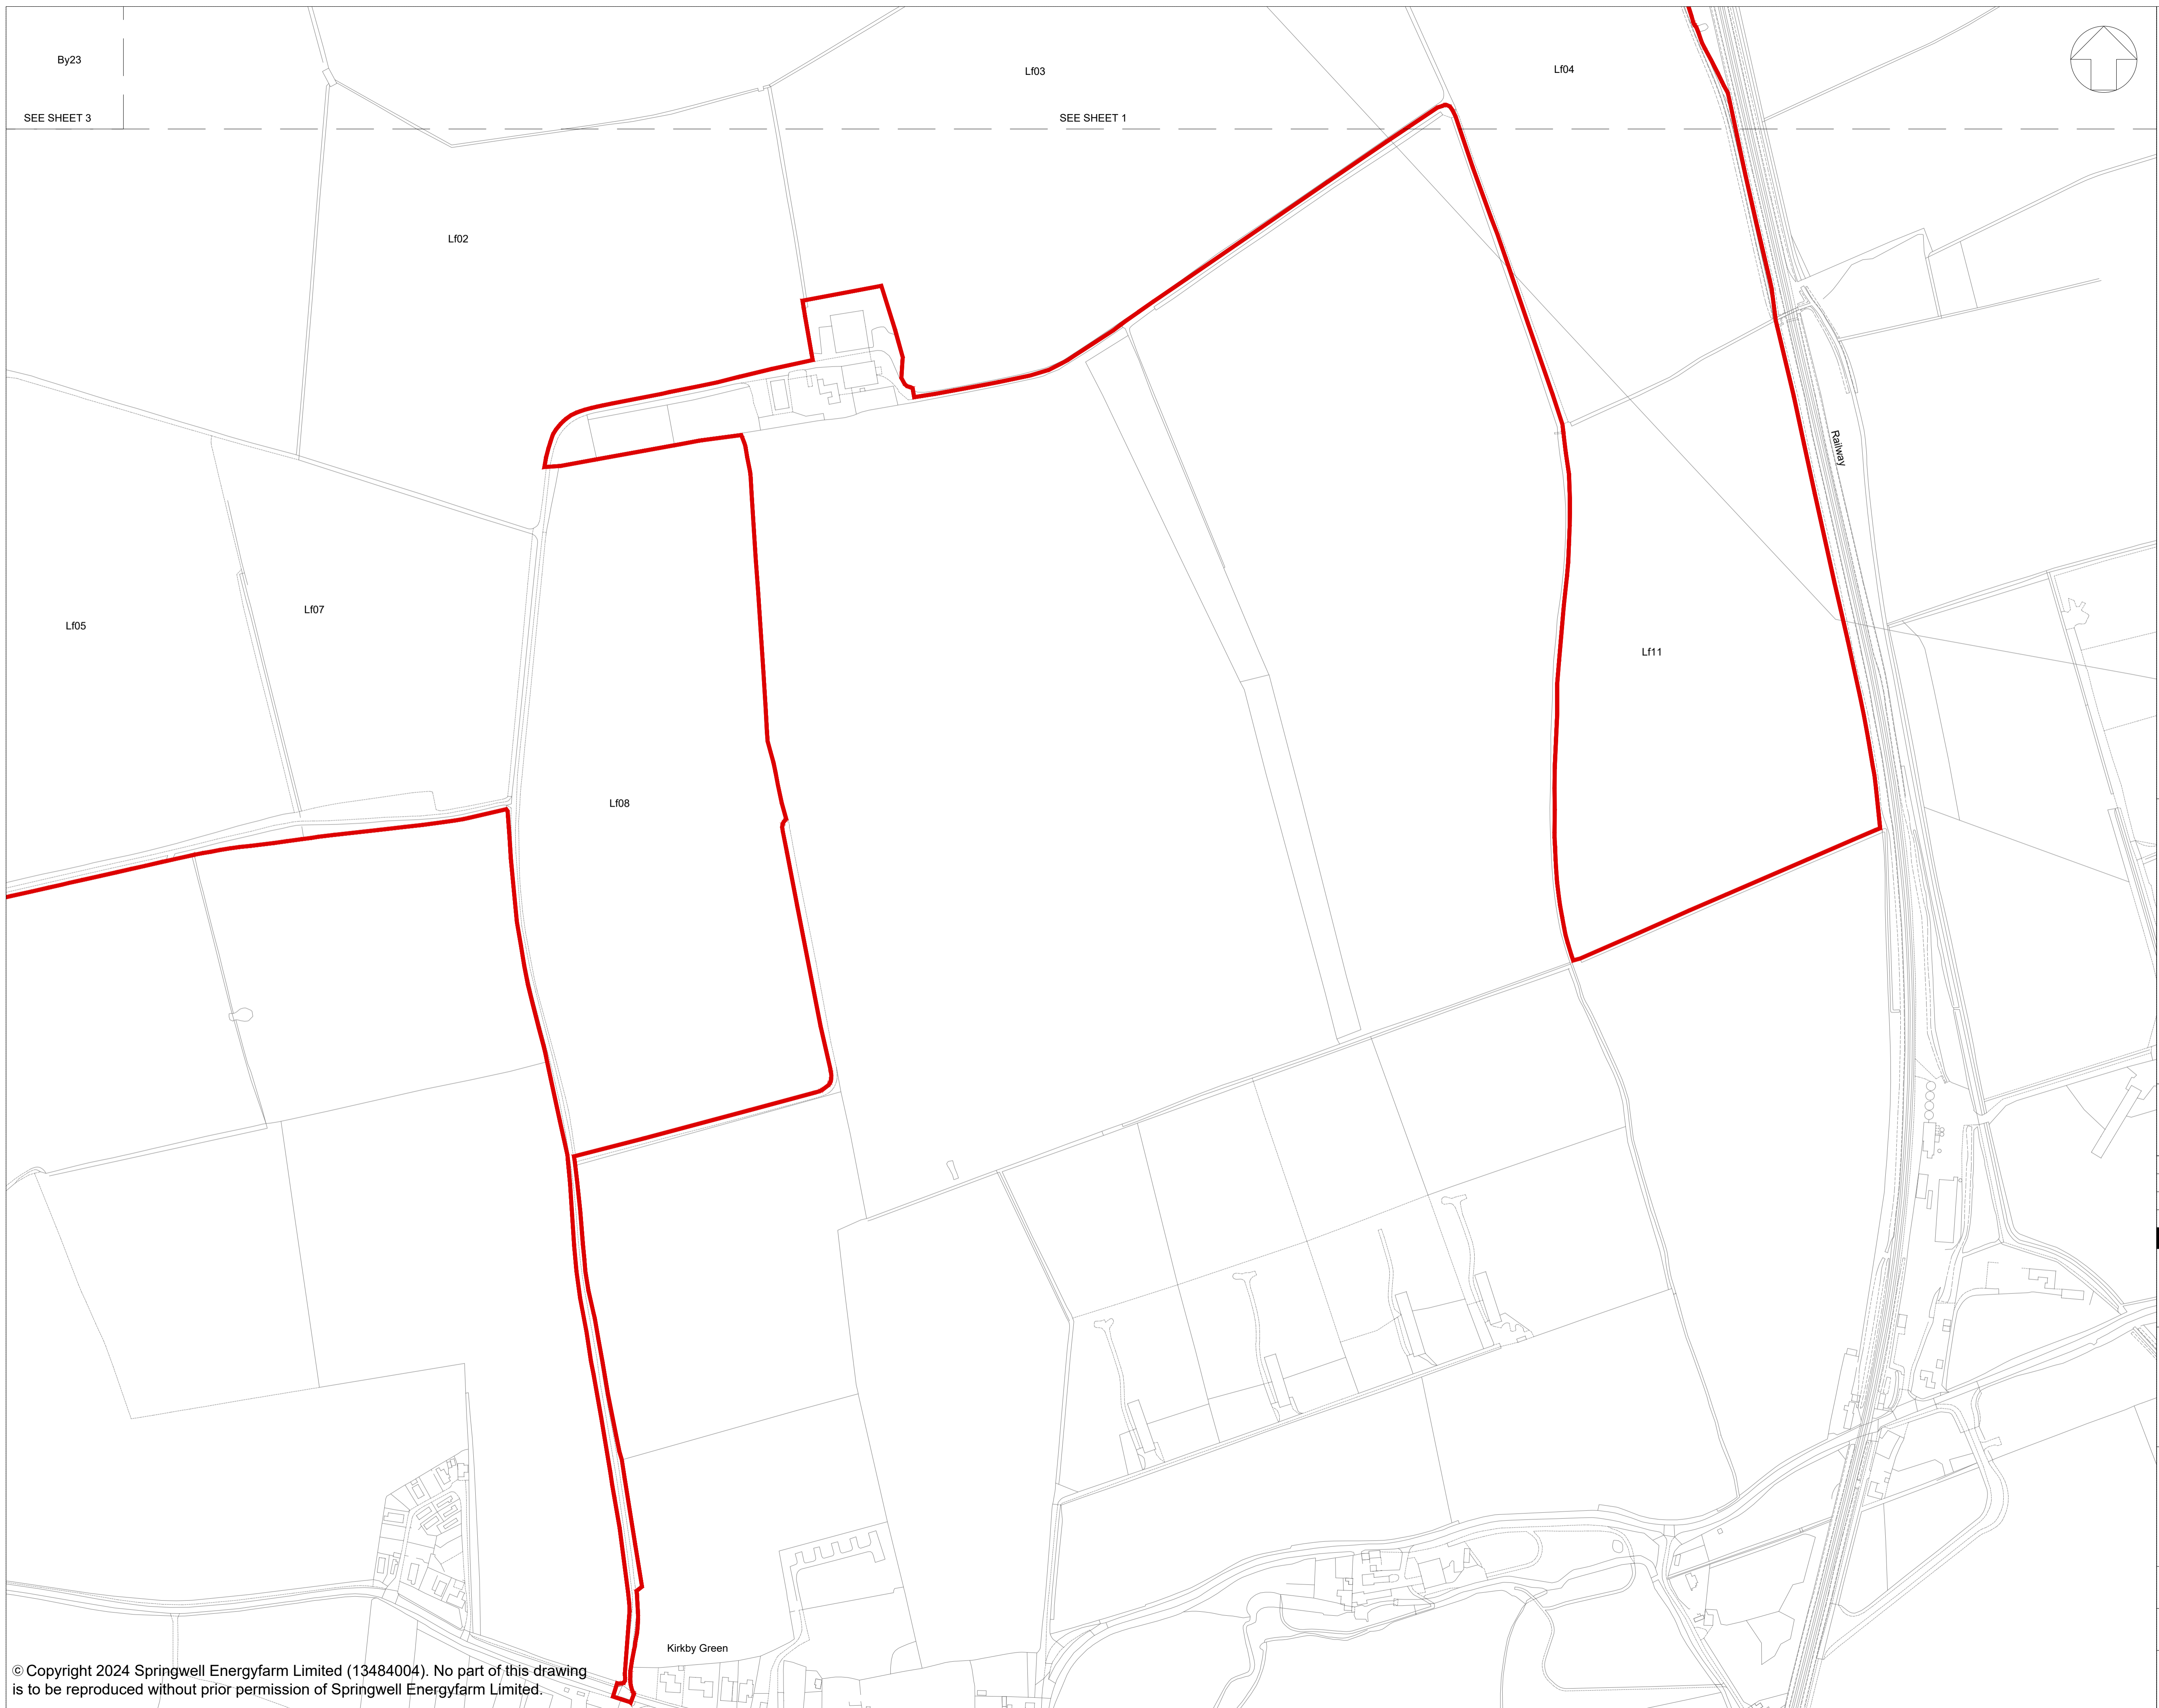 By23
Lf03
Lf04
SEE SHEET 3
SEE SHEET 1
Lf02
Railway
Lf07
Lf05
Lf11
Lf08
Kirkby Green
© Copyright 2024 Springwell Energyfarm Limited (13484004). No part of this drawing
is to be reproduced without prior permission of Springwell Energyfarm Limited.